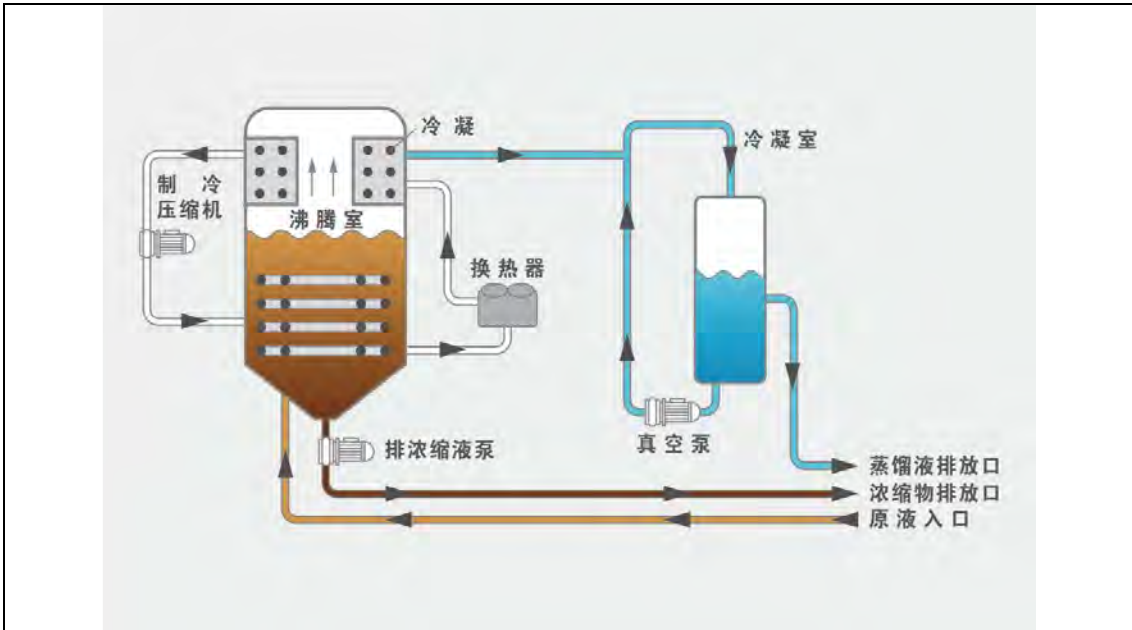 冷凝
冷凝室
制 冷
压缩机
沸腾室
换热器
排浓缩液泵
真空泵
蒸馏液排放口
浓缩物排放口
原液入口